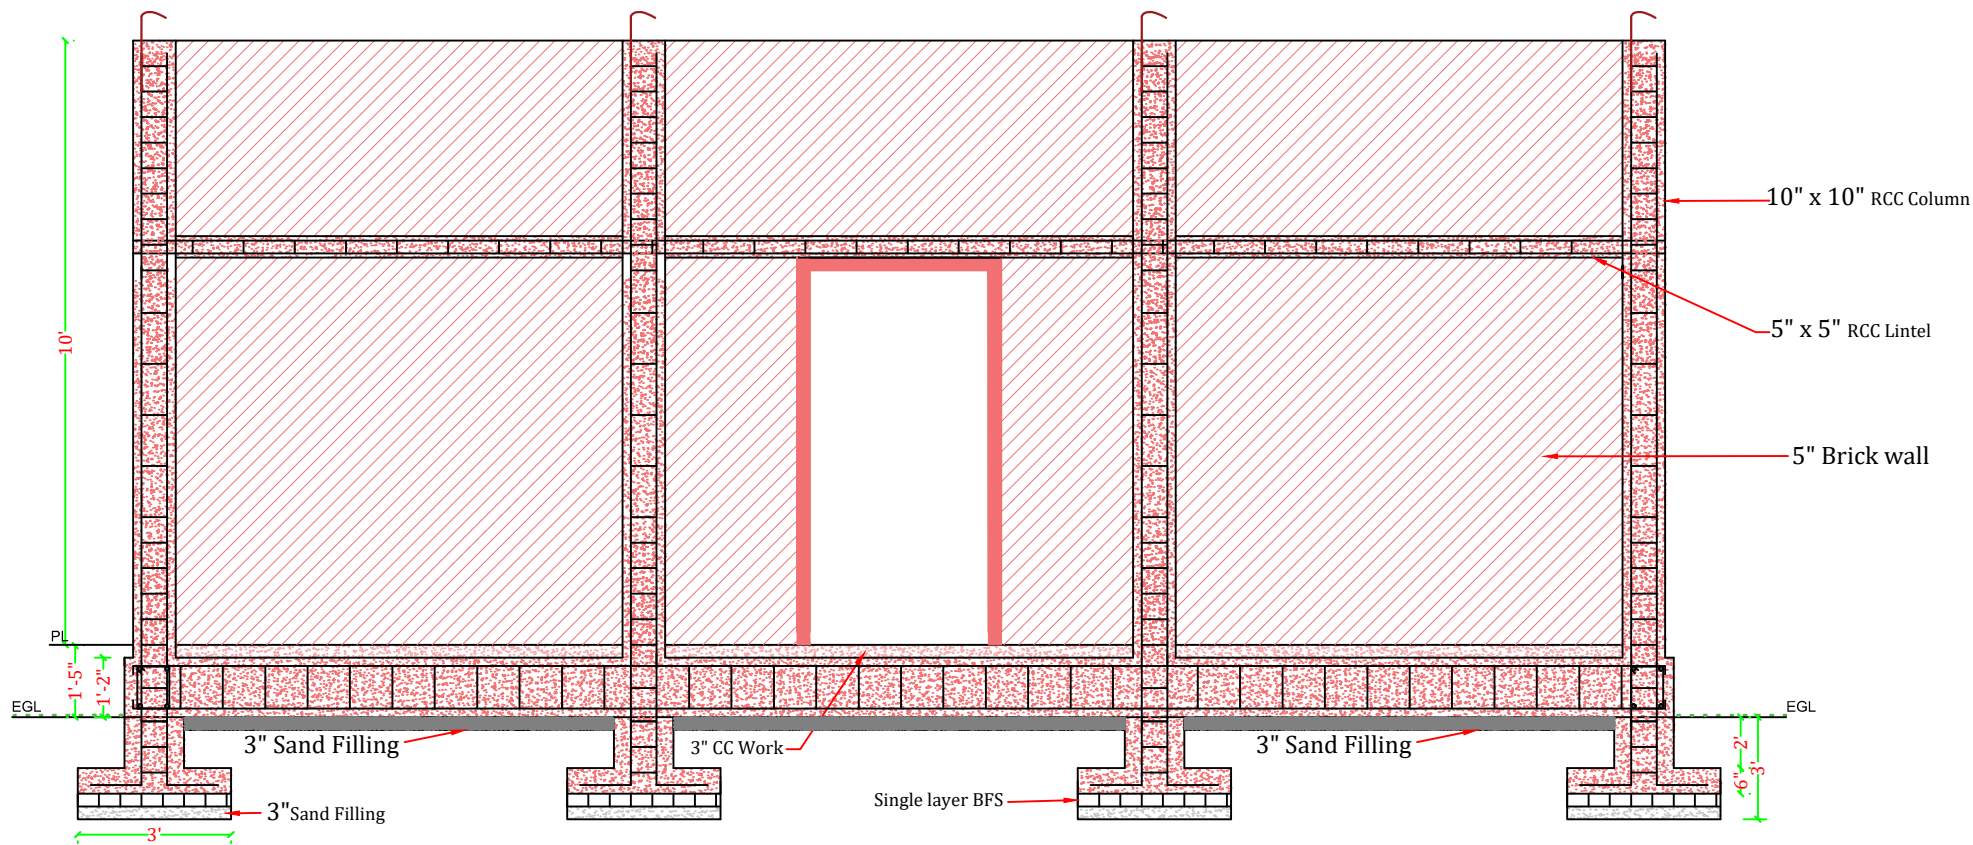 10" x 10" RCC Column
10'
5" x 5" RCC Lintel
5" Brick wall
PL
1'-5"
1'-2"
EGL
EGL
3" Sand Filling
3" CC Work
3" Sand Filling
2'
3'
6"
Single layer BFS
3" Sand Filling
3'